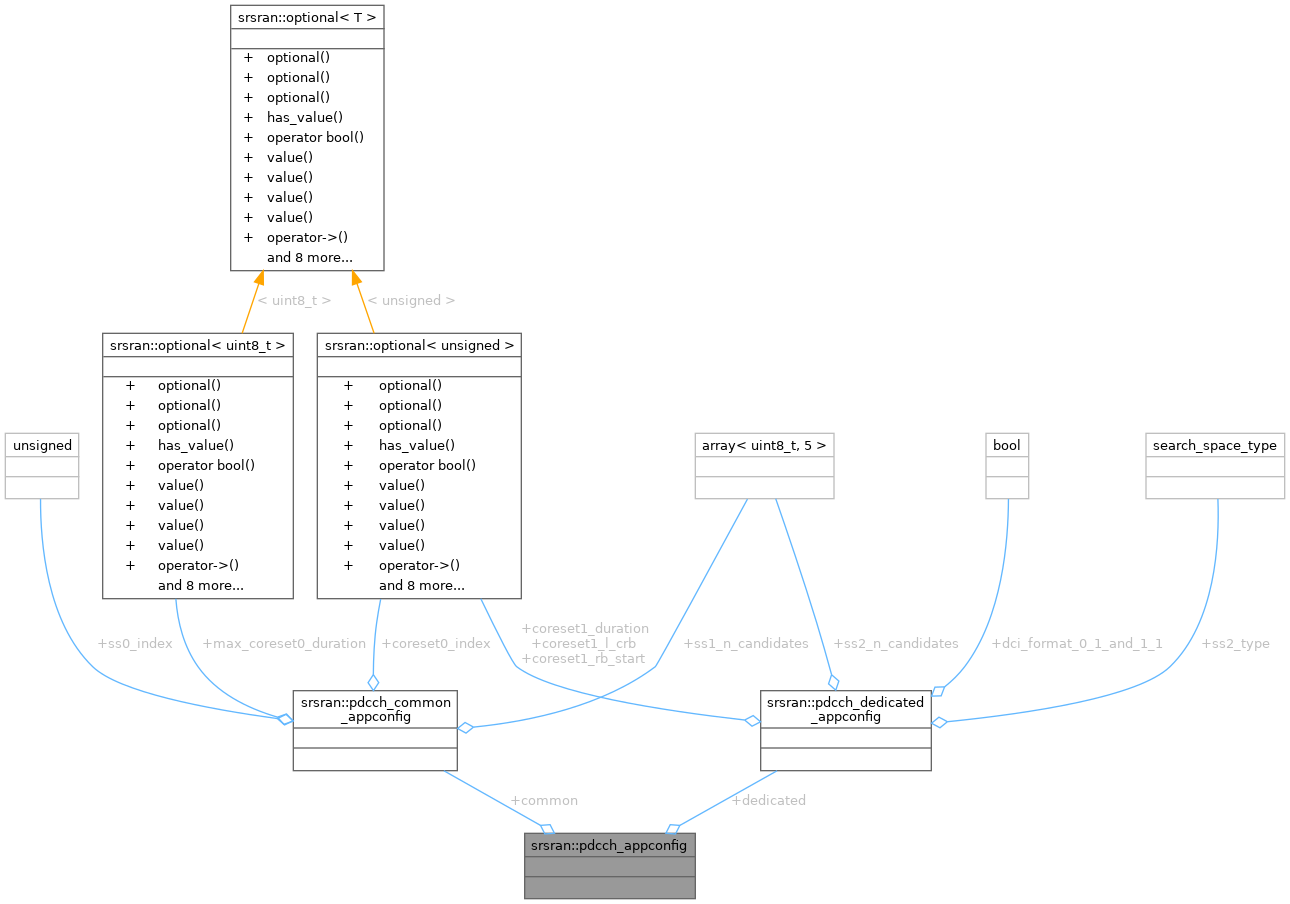 srsran::optional< T >
+ optional()
+ optional()
+ optional()
+ has_value()
+ operator bool()
+ value()
+ value()
+ value()
+ value()
+ operator->()
and 8 more...
< uint8_t >
< unsigned >
srsran::optional< uint8_t >
+ optional()
+ optional()
+ optional()
+ has_value()
+ operator bool()
+ value()
+ value()
+ value()
+ value()
+ operator->()
and 8 more...
srsran::optional< unsigned >
+ optional()
+ optional()
+ optional()
+ has_value()
+ operator bool()
+ value()
+ value()
+ value()
+ value()
+ operator->()
and 8 more...
unsigned
array< uint8_t, 5 >
bool
search_space_type
+ss0_index
+max_coreset0_duration
+coreset0_index
+coreset1_duration
+coreset1_l_crb
+coreset1_rb_start
+ss1_n_candidates
+ss2_n_candidates
+dci_format_0_1_and_1_1
+ss2_type
srsran::pdcch_common
_appconfig
srsran::pdcch_dedicated
_appconfig
+common
+dedicated
srsran::pdcch_appconfig